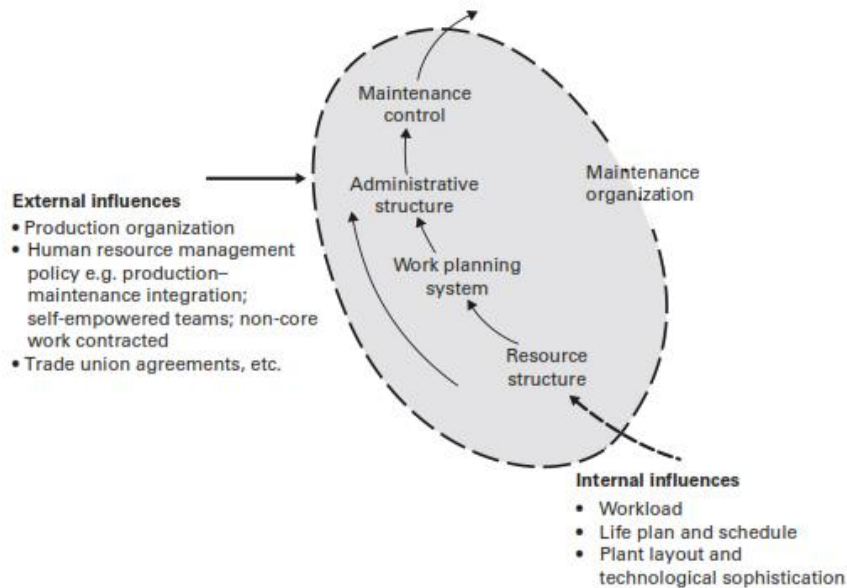 Maintenance
control
Maintenance
organization
Administrative
structure
Work planning
system
Resource
structure
External influences
• Production organization
• Human resource management
policy e.g. production–
maintenance integration;
self-empowered teams; non-core
work contracted
• Trade union agreements, etc.
Internal influences
• Workload
• Life plan and schedule
• Plant layout and
technological sophistication